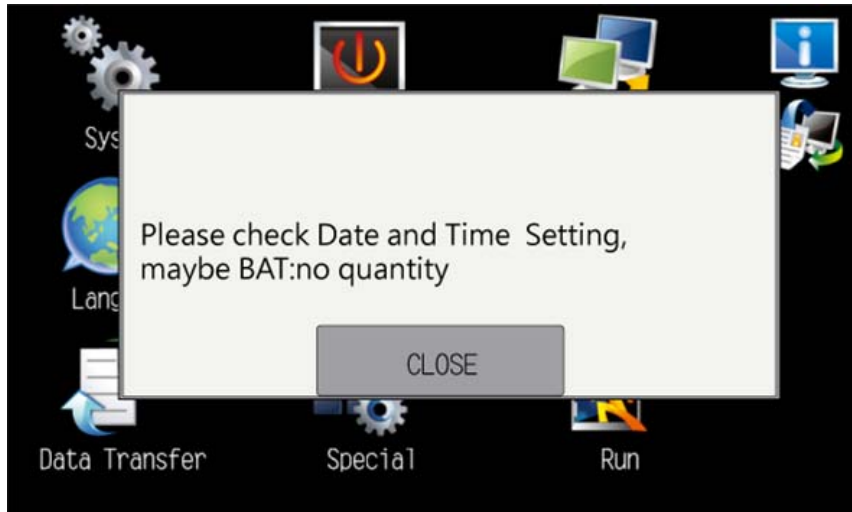 Sys
Please check Date and Time Setting,
maybe BAT:no quantity
Lang
CLOSE
Data Transfer
Special
Run